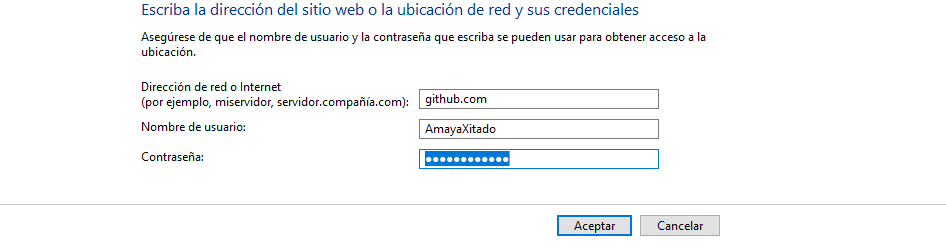 Escriba la dirección del sitio web o la ubicación de red y sus credenciales
Asegúrese de que el nombre de usuario y la contraseña que escriba se pueden usar para obtener acceso a la
ubicación.
Dirección de red o Internet
(por ejemplo, miservidor, servidor.compañía.com): github.com
Nombre de usuario: AmayaXitado
Contraseña: ●●●●●●●●●●●●
Aceptar Cancelar